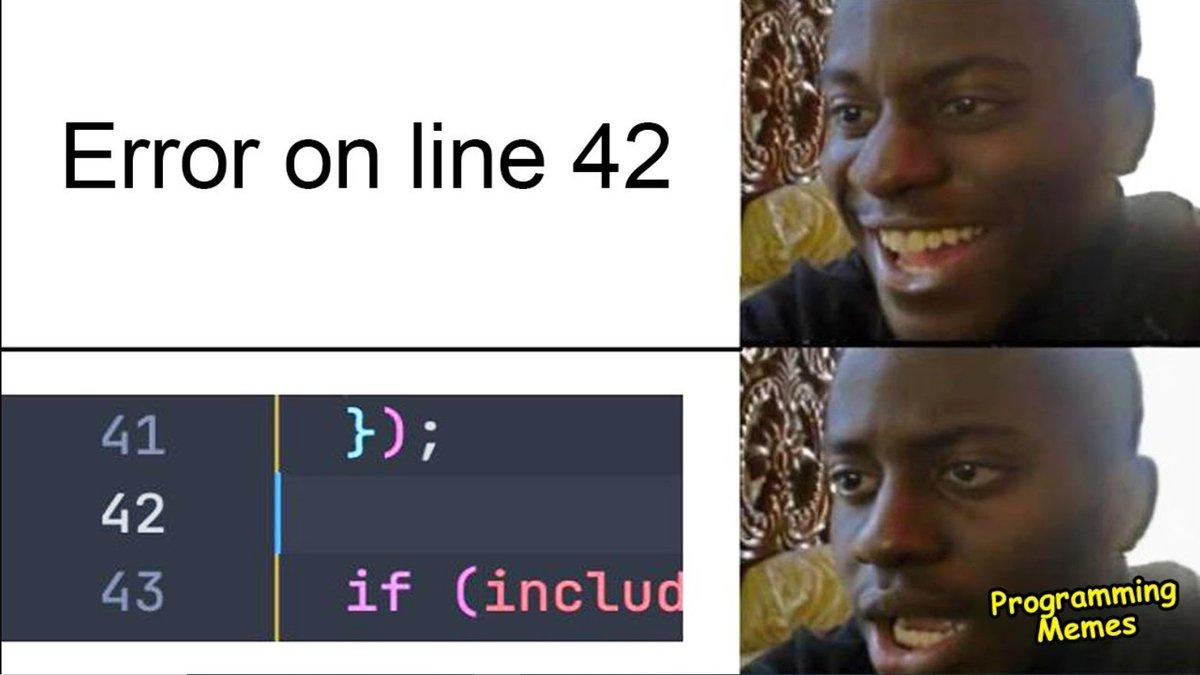 Error on line 42
41 });
42
43 if (includ
Programming
Memes